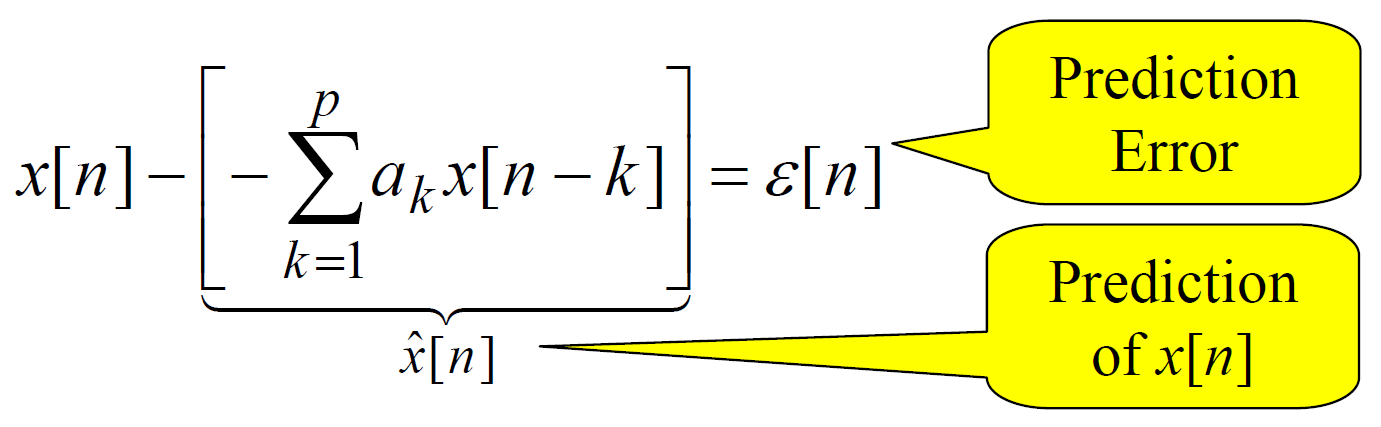 x[n] − [ − ∑_{k=1}^{p} a_k x[n − k] ] = ε[n]
x̂[n]
Prediction
Error
Prediction
of x[n]